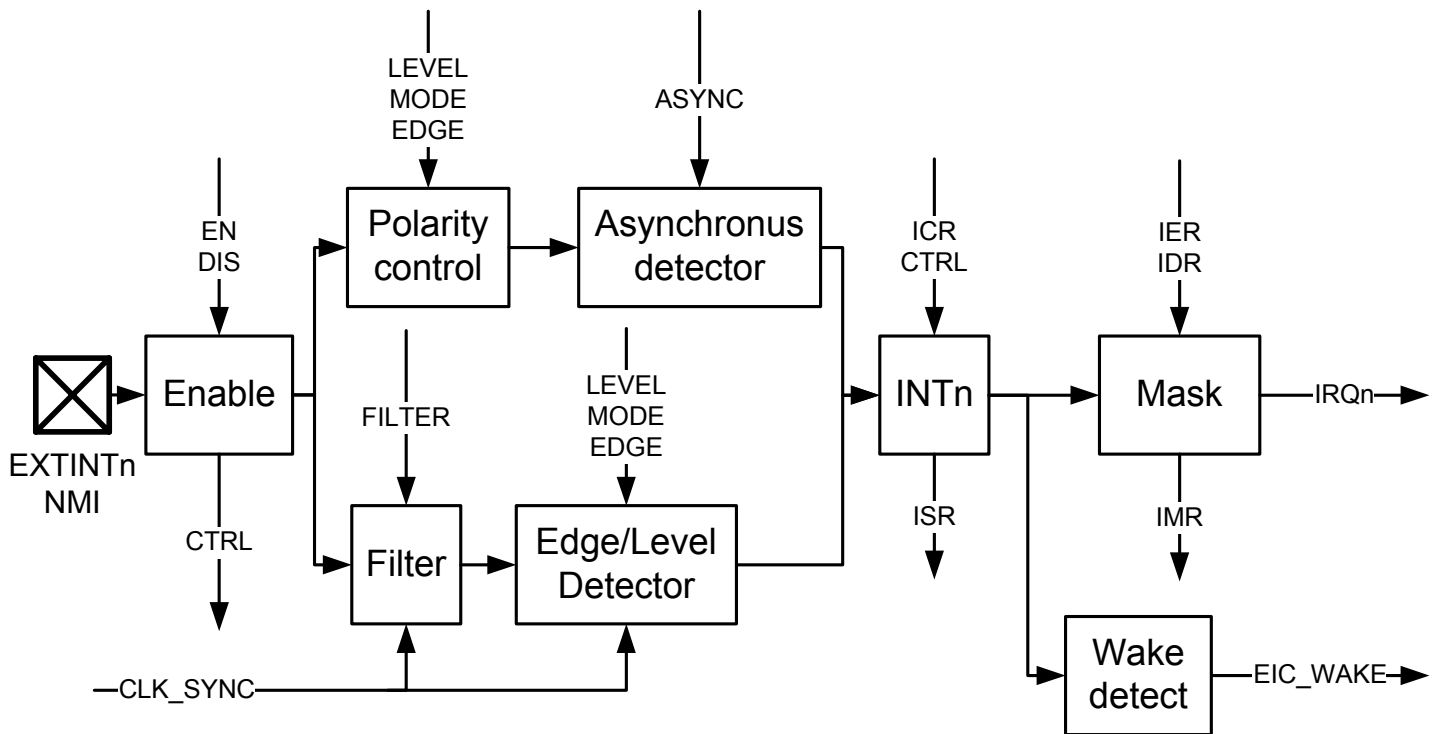 LEVEL
MODE
EDGE
ASYNC
EN
DIS
Polarity
control
Asynchronus
detector
ICR
CTRL
IER
IDR
EXTINTn
NMI
Enable
FILTER
LEVEL
MODE
EDGE
INTn
Mask
IRQn
CTRL
Filter
Edge/Level
Detector
ISR
IMR
CLK_SYNC
Wake
detect
EIC_WAKE